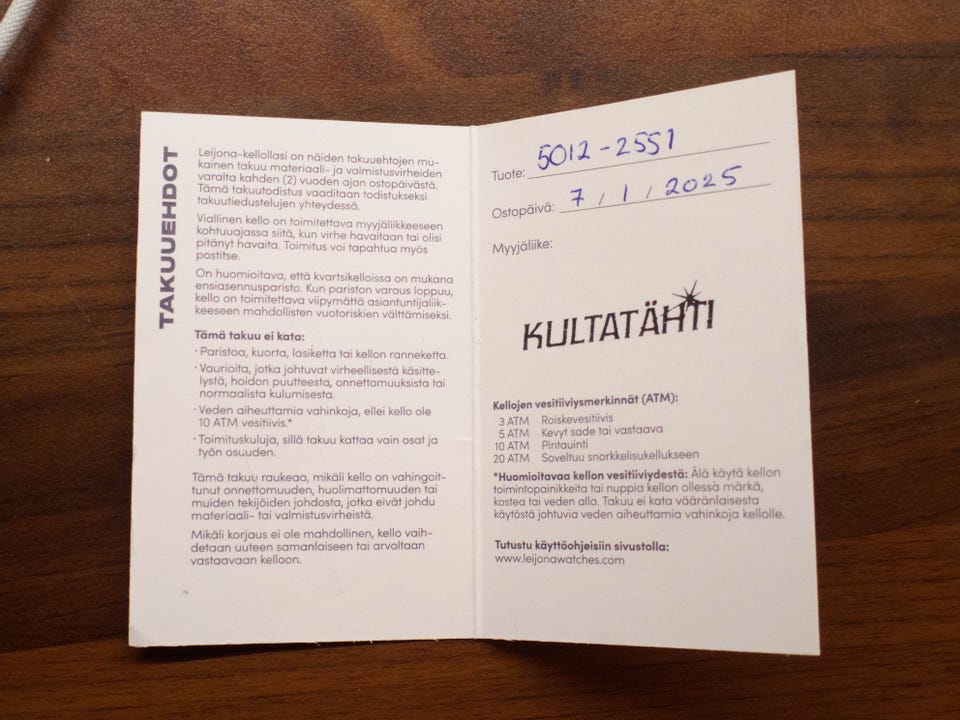 TAKUUEHDOT
Leijona-kellollasi on näiden takuuehtojen mu-
kainen takuu materiaali- ja valmistusvirheiden
varalta kahden (2) vuoden ajan ostopäivästä.
Tämä takuutodistus vaaditaan todistukseksi
takuutiedustelujen yhteydessä.
Viallinen kello on toimitettava myyjäliikkeeseen
kohtuuajassa siitä, kun virhe havaitaan tai olisi
pitänyt havaita. Toimitus voi tapahtua myös
postitse.
On huomioitava, että kvartsikelloissa on mukana
ensiasennusparisto. Kun pariston varaus loppuu,
kello on toimitettava viipymättä asiantuntijaliik-
keeseen mahdollisten vuotoriskien välttämiseksi.
Tämä takuu ei kata:
· Paristoa, kuorta, lasiketta tai kellon ranneketta.
· Vaurioita, jotka johtuvat virheellisestä käsitte-
lystä, hoidon puutteesta, onnettomuuksista tai
normaalista kulumisesta.
· Veden aiheuttamia vahinkoja, ellei kello ole
10 ATM vesitiivis.*
· Toimituskuluja, sillä takuu kattaa vain osat ja
työn osuuden.
Tämä takuu raukeaa, mikäli kello on vahingoit-
tunut onnettomuuden, huolimattomuuden tai
muiden tekijöiden johdosta, jotka eivät johdu
materiaali- tai valmistusvirheistä.
Mikäli korjaus ei ole mahdollinen, kello vaih-
detaan uuteen samanlaiseen tai arvoltaan
vastaavaan kelloon.
Tuote: 5012-2551
Ostopäivä: 7 / 1 / 2025
Myyjäliike:
KULTATÄHTI
Kellojen vesitiiviysmerkinnät (ATM):
3 ATM Roiskevesitiivis
5 ATM Kevyt sade tai vastaava
10 ATM Pintauinti
20 ATM Soveltuu snorkkelisukellukseen
*Huomioitavaa kellon vesitiiviydestä: Älä käytä kellon
toimintopainikkeita tai nuppia kellon ollessa märkä,
kostea tai veden alla. Takuu ei kata vääränlaisesta
käytöstä johtuvia veden aiheuttamia vahinkoja kellolle.
Tutustu käyttöohjeisiin sivustolla:
www.leijonawatches.com